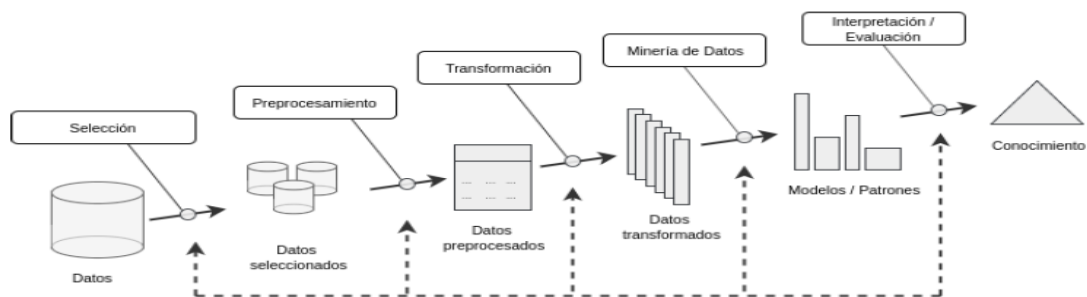 Interpretación /
Evaluación
Minería de Datos
Transformación
Preprocesamiento
Selección
Datos
Datos
seleccionados
Datos
preprocesados
Datos
transformados
Modelos / Patrones
Conocimiento